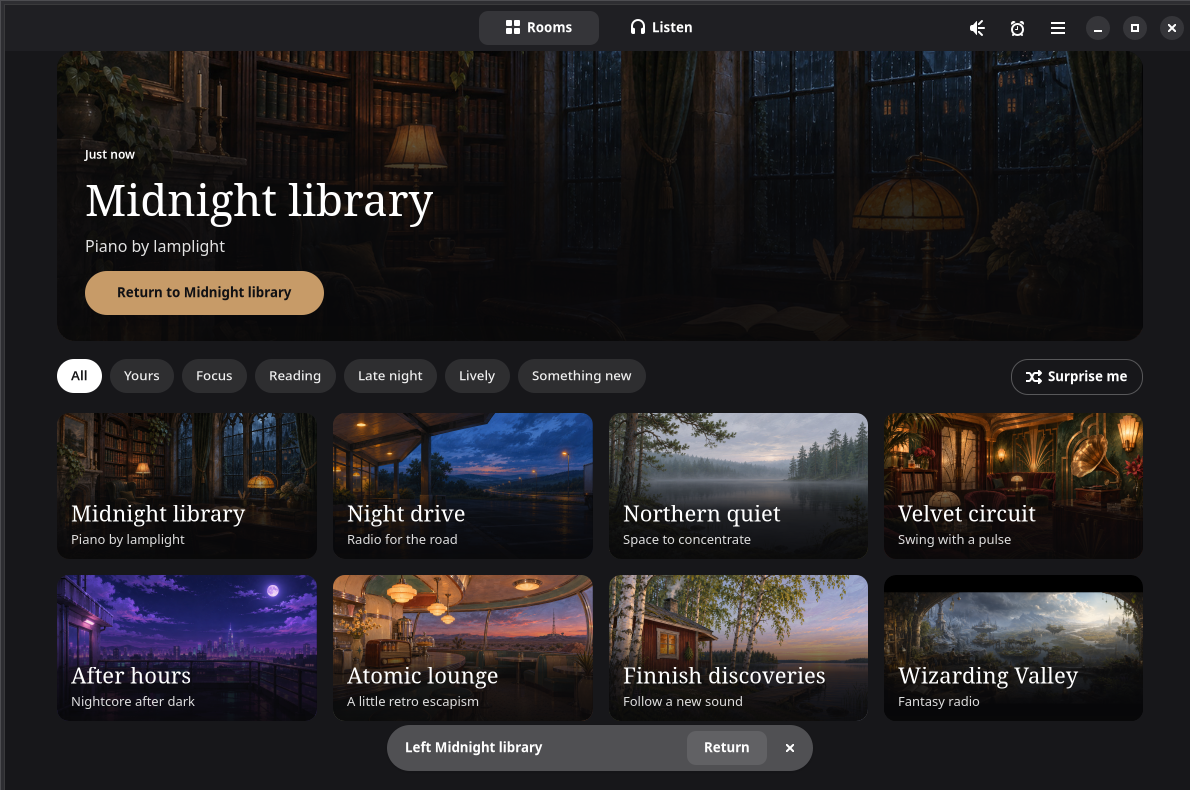 Rooms
Listen
Just now
Midnight library
Piano by lamplight
Return to Midnight library
All
Yours
Focus
Reading
Late night
Lively
Something new
Surprise me
Midnight library
Piano by lamplight
Night drive
Radio for the road
Northern quiet
Space to concentrate
Velvet circuit
Swing with a pulse
After hours
Nightcore after dark
Atomic lounge
A little retro escapism
Finnish discoveries
Follow a new sound
Wizarding Valley
Fantasy radio
Left Midnight library
Return